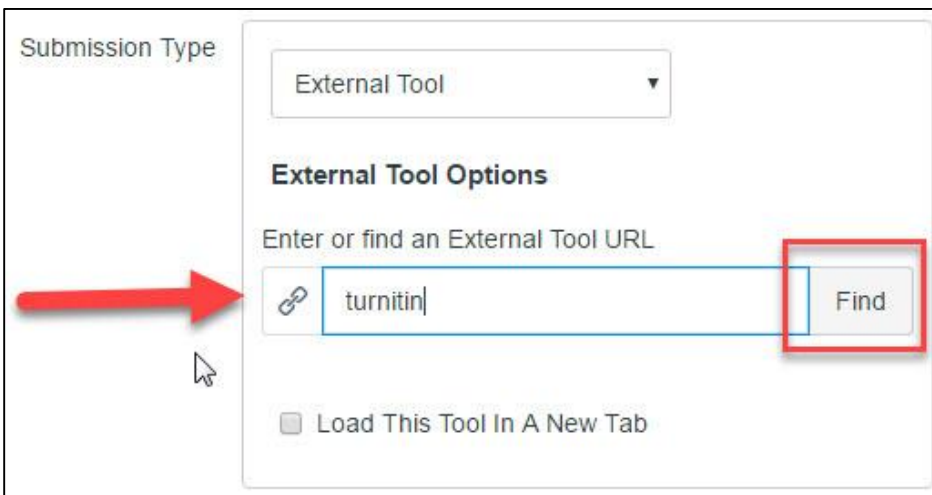 Submission Type
External Tool
External Tool Options
Enter or find an External Tool URL
turnitin Find
Load This Tool In A New Tab